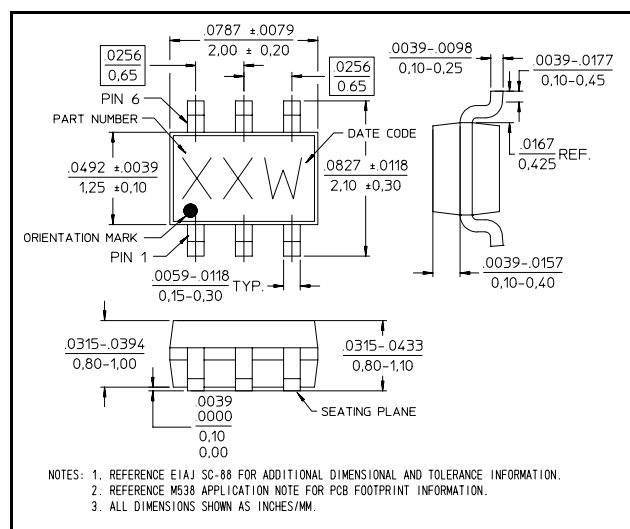 .0787 ±.0079
2,00 ± 0,20
.0256
0,65
.0256
0.65
.0039-.0098
0,10-0,25
.0039-.0177
0,10-0,45
PIN 6
PART NUMBER
DATE CODE
.0492 ±.0039
1,25 ±0,10
XXW
.0827 ±.0118
2,10 ±0,30
.0167
0,425
REF.
ORIENTATION MARK
PIN 1
.0059-.0118
0,15-0,30
TYP.
.0039-.0157
0,10-0,40
.0315-.0394
0,80-1,00
.0315-.0433
0,80-1,10
.0039
.0000
0,10
0,00
SEATING PLANE
NOTES: 1. REFERENCE EIAJ SC-88 FOR ADDITIONAL DIMENSIONAL AND TOLERANCE INFORMATION.
2. REFERENCE M538 APPLICATION NOTE FOR PCB FOOTPRINT INFORMATION.
3. ALL DIMENSIONS SHOWN AS INCHES/MM.